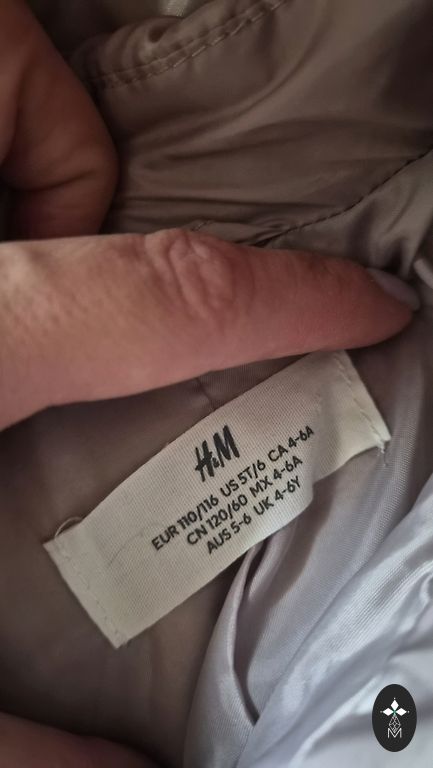 H&M
EUR 110/116 US 5T/6 CA 4-6A
CN 120/60 MX 4-6A
AUS 5-6 UK 4-6Y
M